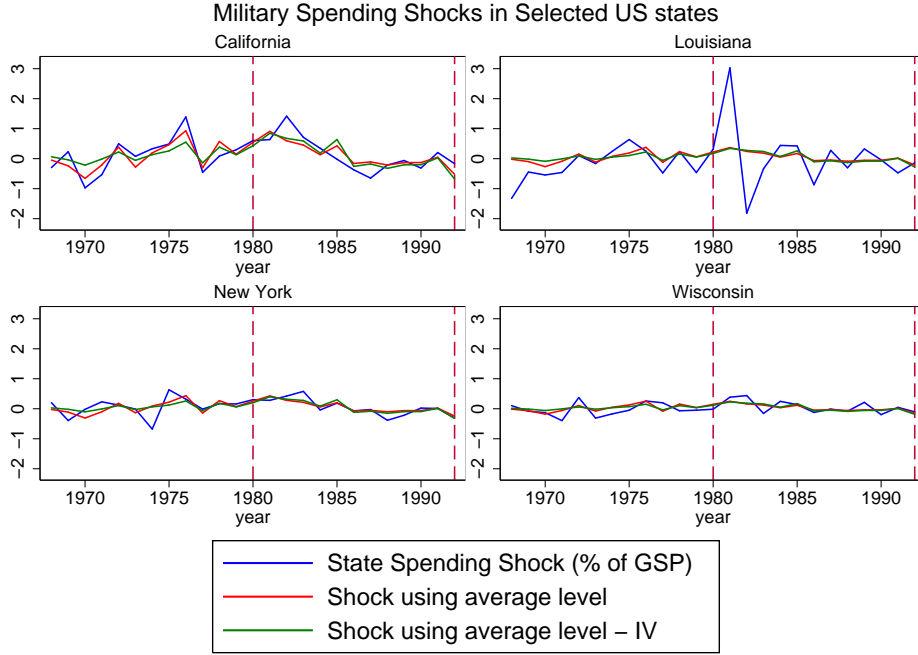 Military Spending Shocks in Selected US states
California
3
2
1
0
−1
−2
1970 1975 1980 1985 1990
year
Louisiana
3
2
1
0
−1
−2
1970 1975 1980 1985 1990
year
New York
3
2
1
0
−1
−2
1970 1975 1980 1985 1990
year
Wisconsin
3
2
1
0
−1
−2
1970 1975 1980 1985 1990
year
State Spending Shock (% of GSP)
Shock using average level
Shock using average level − IV